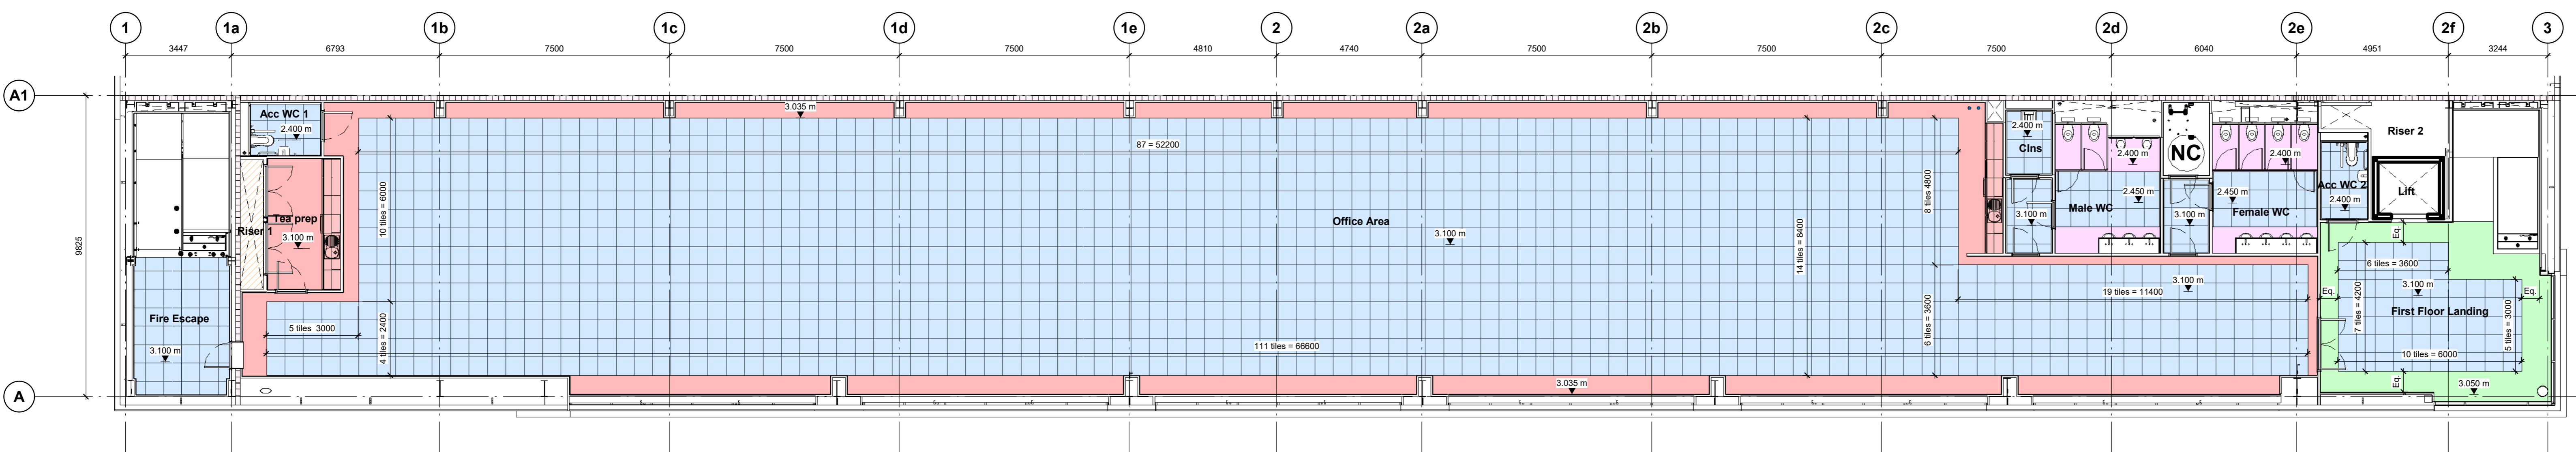 1 1a 1b 1c 1d 1e 2 2a 2b 2c 2d 2e 2f 3
3447 6793 7500 7500 7500 4810 4740 7500 7500 7500 6040 4951 3244
A1
9825
A
Acc WC 1
2.400 m
3.035 m
87 = 52200
10 tiles = 6000
Tea prep
Riser 1
3.100 m
Fire Escape
3.100 m
5 tiles 3000
4 tiles = 2400
Office Area
3.100 m
14 tiles = 8400
8 tiles 4800
6 tiles = 3600
111 tiles = 66600
19 tiles = 11400
3.100 m
3.035 m
2.400 m
Clns
3.100 m
2.400 m
2.450 m
Male WC
NC
3.100 m
2.400 m
2.450 m
Female WC
Acc WC 2
2.400 m
Riser 2
Lift
Eq.
6 tiles = 3600
3.100 m
Eq.
Eq.
7 tiles = 4200
First Floor Landing
5 tiles = 3000
10 tiles = 6000
Eq.
3.050 m